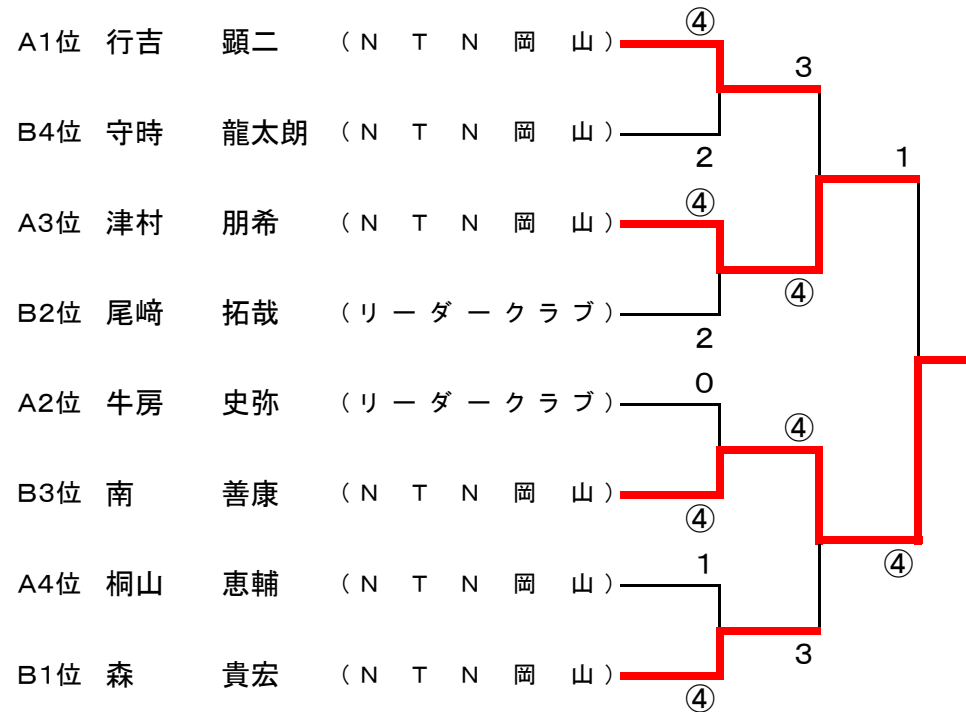 ④
A1位 行吉 顕二 (NTN岡山)
3
B4位 守時 龍太朗 (NTN岡山)
2
1
④
A3位 津村 朋希 (NTN岡山)
④
B2位 尾﨑 拓哉 (リーダークラブ)
2
0
A2位 牛房 史弥 (リーダークラブ)
④
B3位 南 善康 (NTN岡山)
④
1
④
A4位 桐山 恵輔 (NTN岡山)
3
B1位 森 貴宏 (NTN岡山)
④